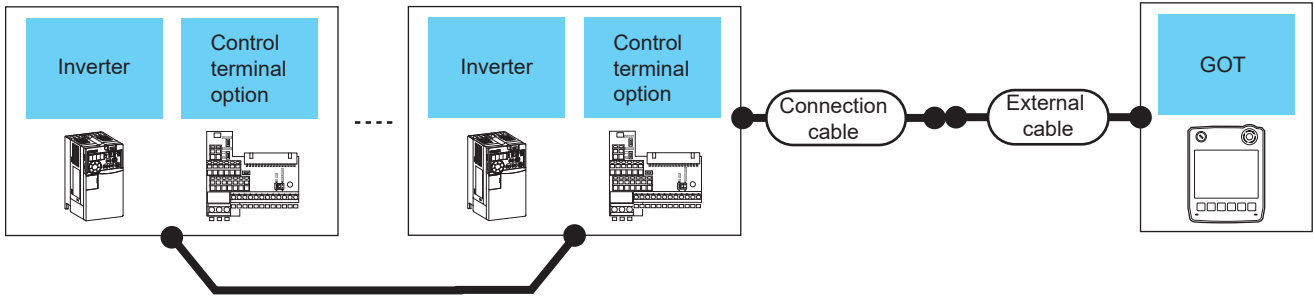 Inverter
Control
terminal
option
Inverter
Control
terminal
option
Connection
cable
External
cable
GOT